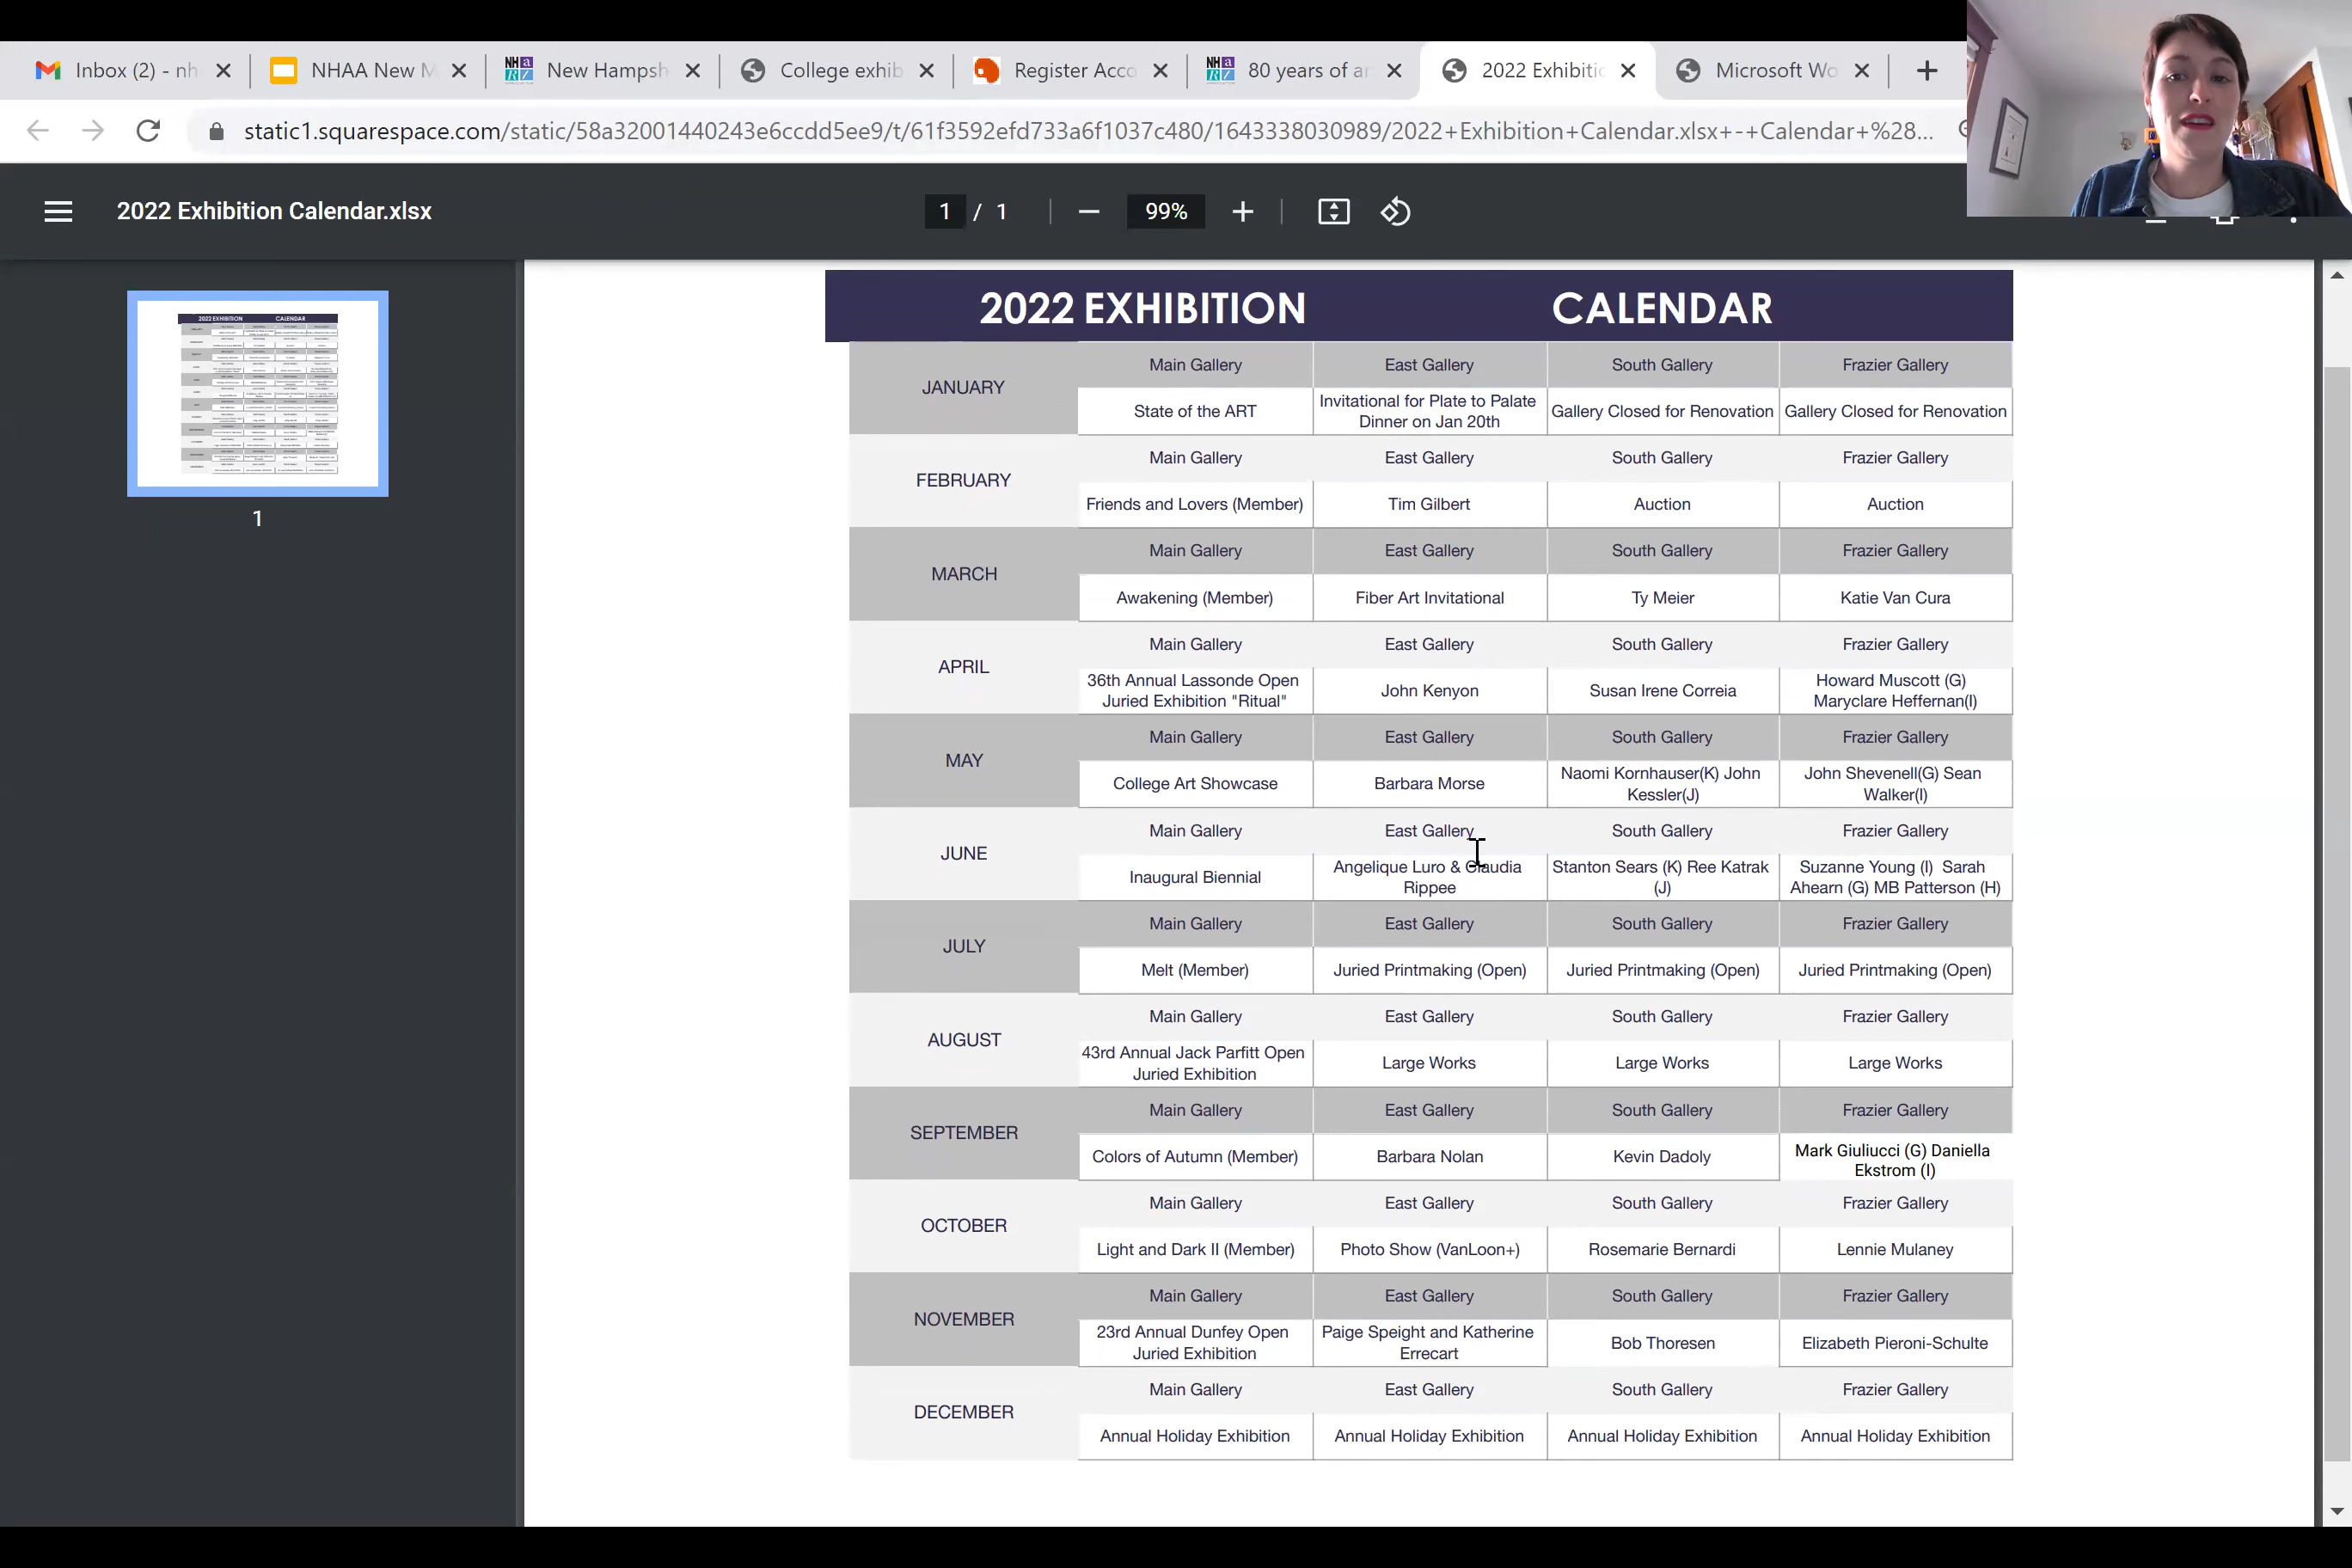 Inbox (2) - nh
NHAA New M
New Hampsh
College exhib
Register Acco
80 years of ar
2022 Exhibitic
Microsoft Wo
static1.squarespace.com/static/58a32001440243e6ccdd5ee9/t/61f3592efd733a6f1037c480/1643338030989/2022+Exhibition+Calendar.xlsx+-+Calendar+%28...
2022 Exhibition Calendar.xlsx
1 / 1
99%
1
2022 EXHIBITION CALENDAR
JANUARY
Main Gallery East Gallery South Gallery Frazier Gallery
State of the ART
Invitational for Plate to Palate
Dinner on Jan 20th
Gallery Closed for Renovation
Gallery Closed for Renovation
FEBRUARY
Main Gallery East Gallery South Gallery Frazier Gallery
Friends and Lovers (Member) Tim Gilbert Auction Auction
MARCH
Main Gallery East Gallery South Gallery Frazier Gallery
Awakening (Member) Fiber Art Invitational Ty Meier Katie Van Cura
APRIL
Main Gallery East Gallery South Gallery Frazier Gallery
36th Annual Lassonde Open
Juried Exhibition "Ritual"
John Kenyon
Susan Irene Correia
Howard Muscott (G)
Maryclare Heffernan(I)
MAY
Main Gallery East Gallery South Gallery Frazier Gallery
College Art Showcase
Barbara Morse
Naomi Kornhauser(K) John
Kessler(J)
John Shevenell(G) Sean
Walker(I)
JUNE
Main Gallery East Gallery South Gallery Frazier Gallery
Inaugural Biennial
Angelique Luro & Claudia
Rippee
Stanton Sears (K) Ree Katrak
(J)
Suzanne Young (I) Sarah
Ahearn (G) MB Patterson (H)
JULY
Main Gallery East Gallery South Gallery Frazier Gallery
Melt (Member) Juried Printmaking (Open) Juried Printmaking (Open) Juried Printmaking (Open)
AUGUST
Main Gallery East Gallery South Gallery Frazier Gallery
43rd Annual Jack Parfitt Open
Juried Exhibition
Large Works
Large Works
Large Works
SEPTEMBER
Main Gallery East Gallery South Gallery Frazier Gallery
Colors of Autumn (Member)
Barbara Nolan
Kevin Dadoly
Mark Giuliucci (G) Daniella
Ekstrom (I)
OCTOBER
Main Gallery East Gallery South Gallery Frazier Gallery
Light and Dark II (Member) Photo Show (VanLoon+) Rosemarie Bernardi Lennie Mulaney
NOVEMBER
Main Gallery East Gallery South Gallery Frazier Gallery
23rd Annual Dunfey Open
Juried Exhibition
Paige Speight and Katherine
Errecart
Bob Thoresen
Elizabeth Pieroni-Schulte
DECEMBER
Main Gallery East Gallery South Gallery Frazier Gallery
Annual Holiday Exhibition Annual Holiday Exhibition Annual Holiday Exhibition Annual Holiday Exhibition